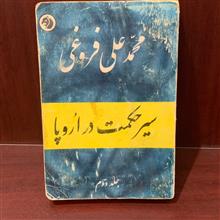 محمد علی فروغی
سیر حکمت در اروپا
جلد دوم